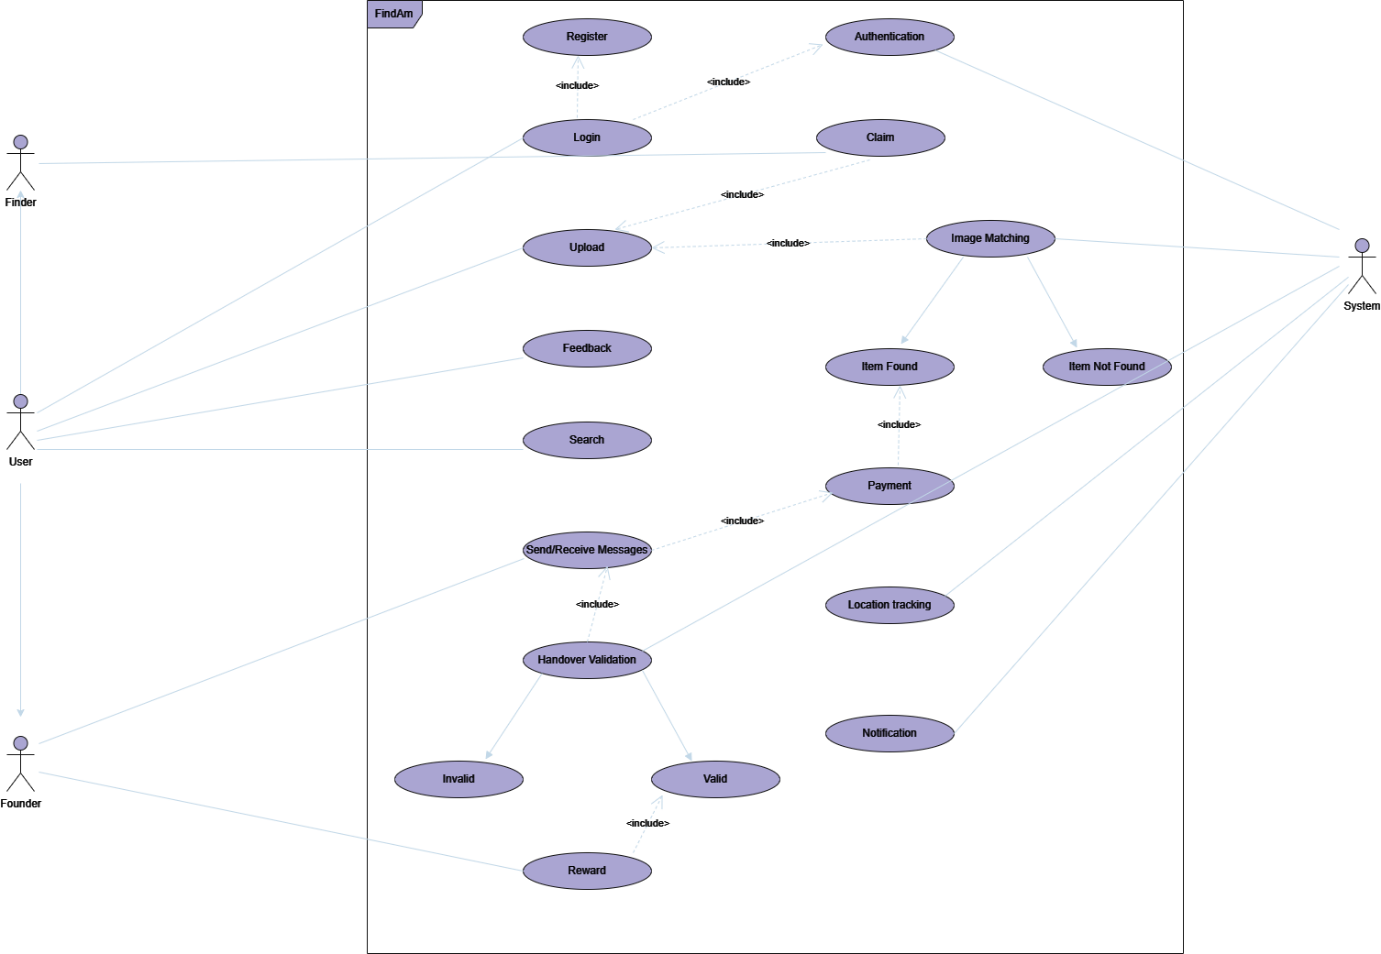 FindAm
Register
Authentication
<include>
<include>
Login
Claim
Finder
<include>
Upload
<include>
Image Matching
System
Feedback
Item Found
Item Not Found
<include>
User
Search
Payment
<include>
Send/Receive Messages
<include>
Location tracking
Handover Validation
Notification
Founder
Invalid
Valid
<include>
Reward